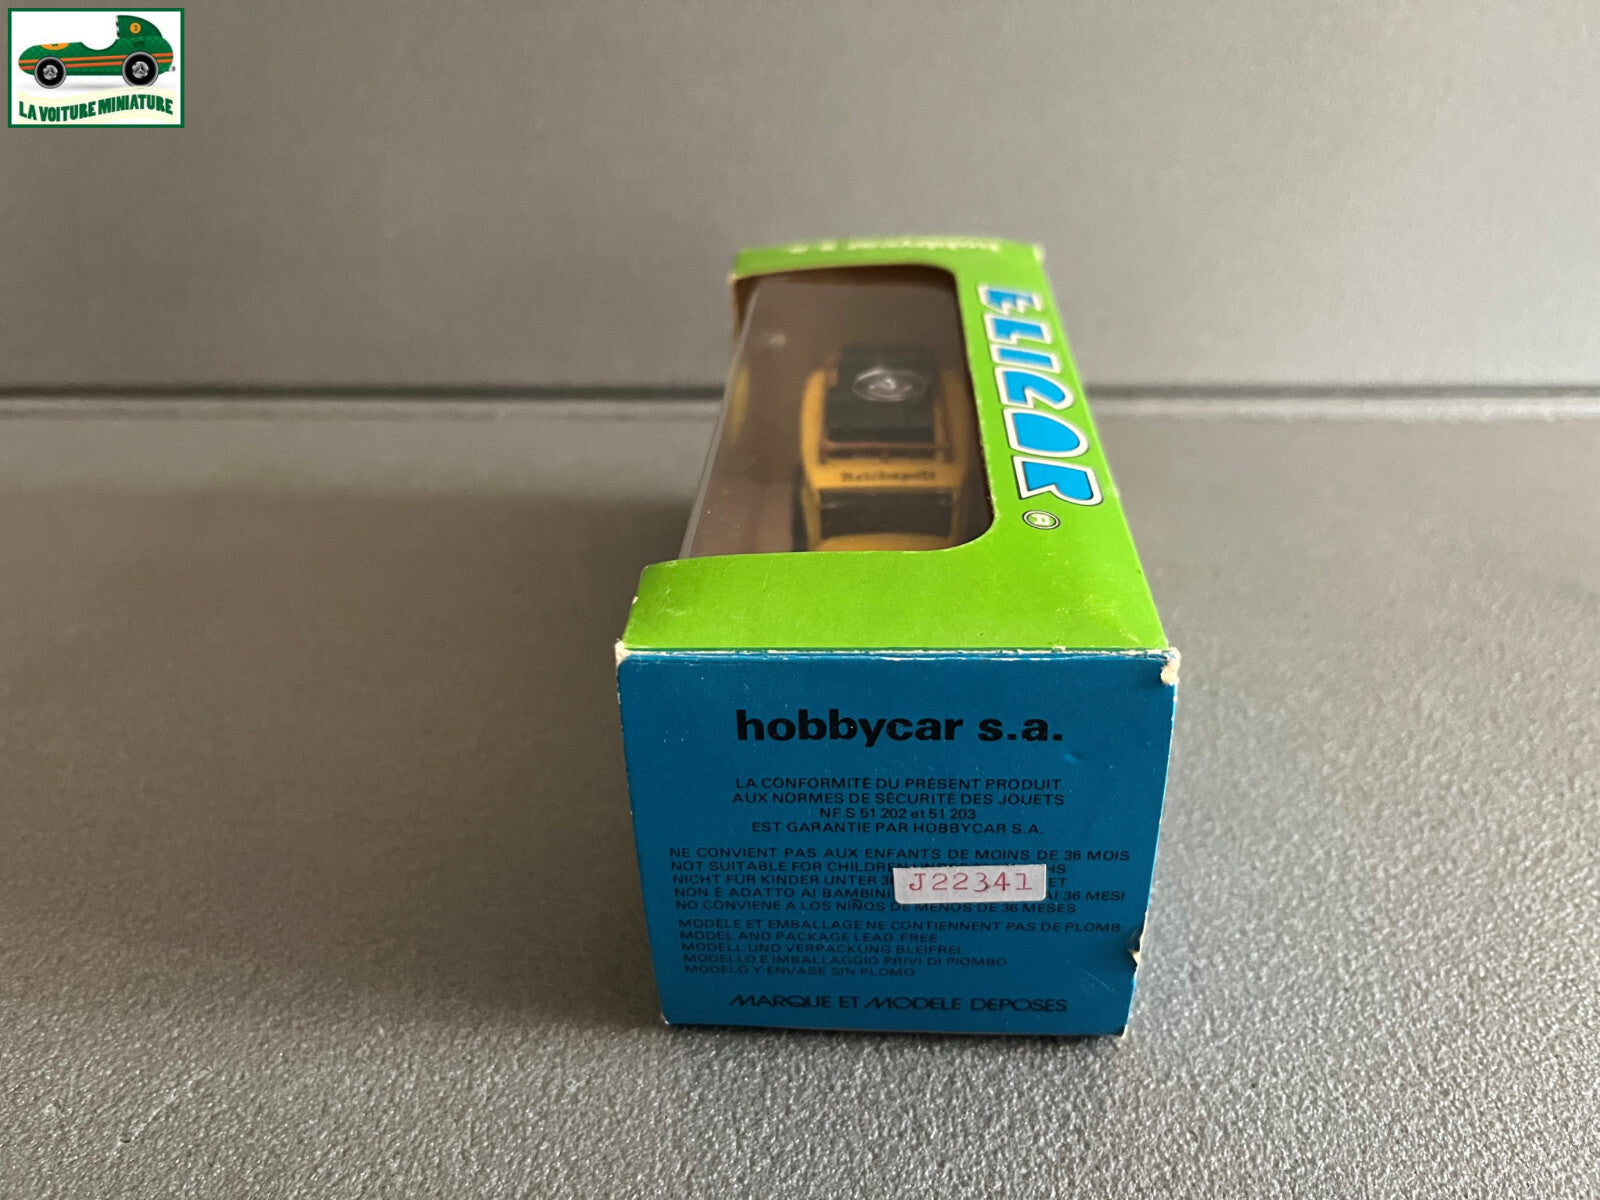 LA VOITURE MINIATURE
hobbycar s.a.
ELICOR
R
Reichspost
hobbycar s.a.
LA CONFORMITÉ DU PRÉSENT PRODUIT
AUX NORMES DE SÉCURITÉ DES JOUETS
NF S 51 202 et 51 203
EST GARANTIE PAR HOBBYCAR S.A.
NE CONVIENT PAS AUX ENFANTS DE MOINS DE 36 MOIS
NOT SUITABLE FOR CHILDREN
NICHT FÜR KINDER UNTER
NON È ADATTO AI BAMBINI 36 MESI
J22341
NO CONVIENE A LOS NIÑOS DE MENOS DE 36 MESES
MODÈLE ET EMBALLAGE NE CONTIENNENT PAS DE PLOMB
MODEL AND PACKAGE LEAD-FREE
MODELL UND VERPACKUNG BLEIFREI
MODELLO E IMBALLAGGIO PRIVI DI PIOMBO
MODELO Y ENVASE SIN PLOMO
MARQUE ET MODELE DEPOSES